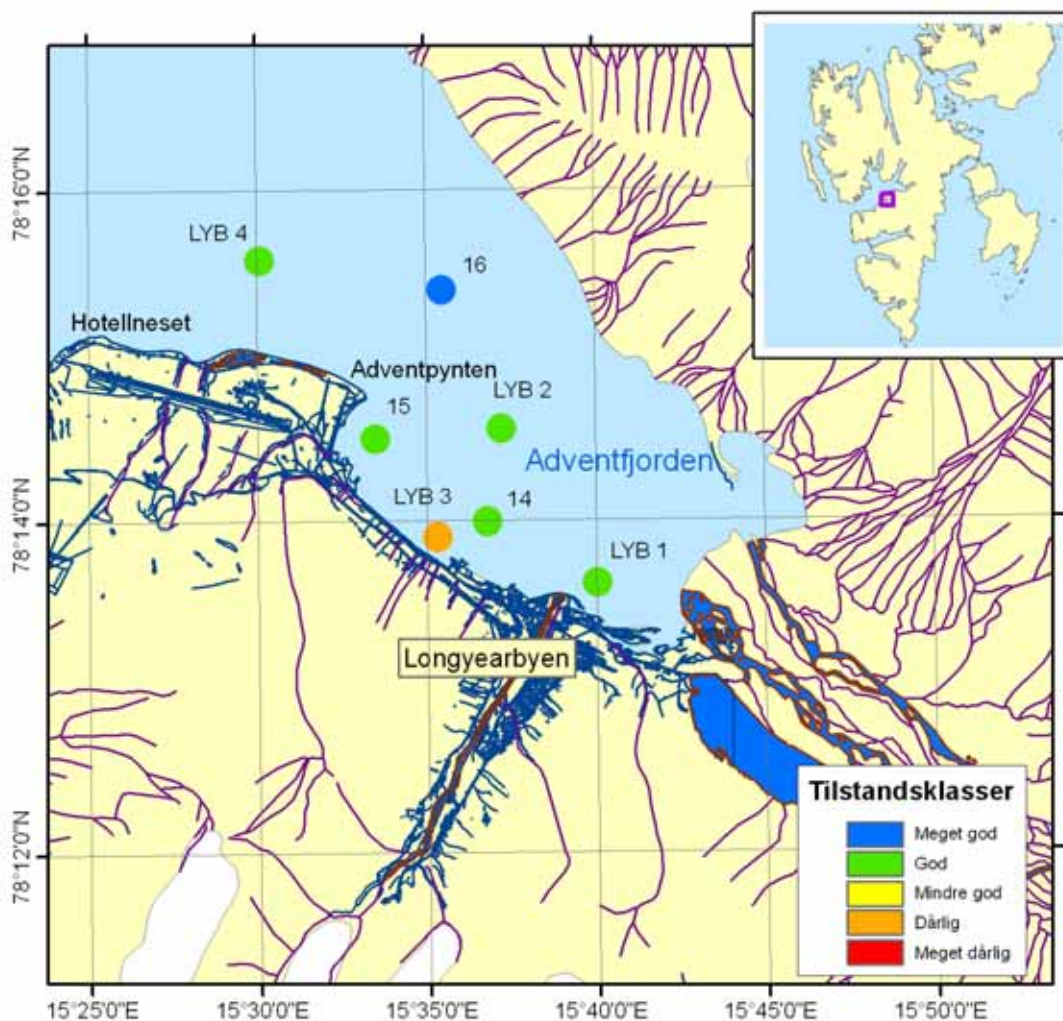 78°16'0"N
LYB 4
16
Hotellneset
Adventpynten
15
LYB 2
Adventfjorden
LYB 3
14
78°14'0"N
LYB 1
Longyearbyen
78°12'0"N
Tilstandsklasser
Meget god
God
Mindre god
Dårlig
Meget dårlig
15°25'0"E
15°30'0"E
15°35'0"E
15°40'0"E
15°45'0"E
15°50'0"E